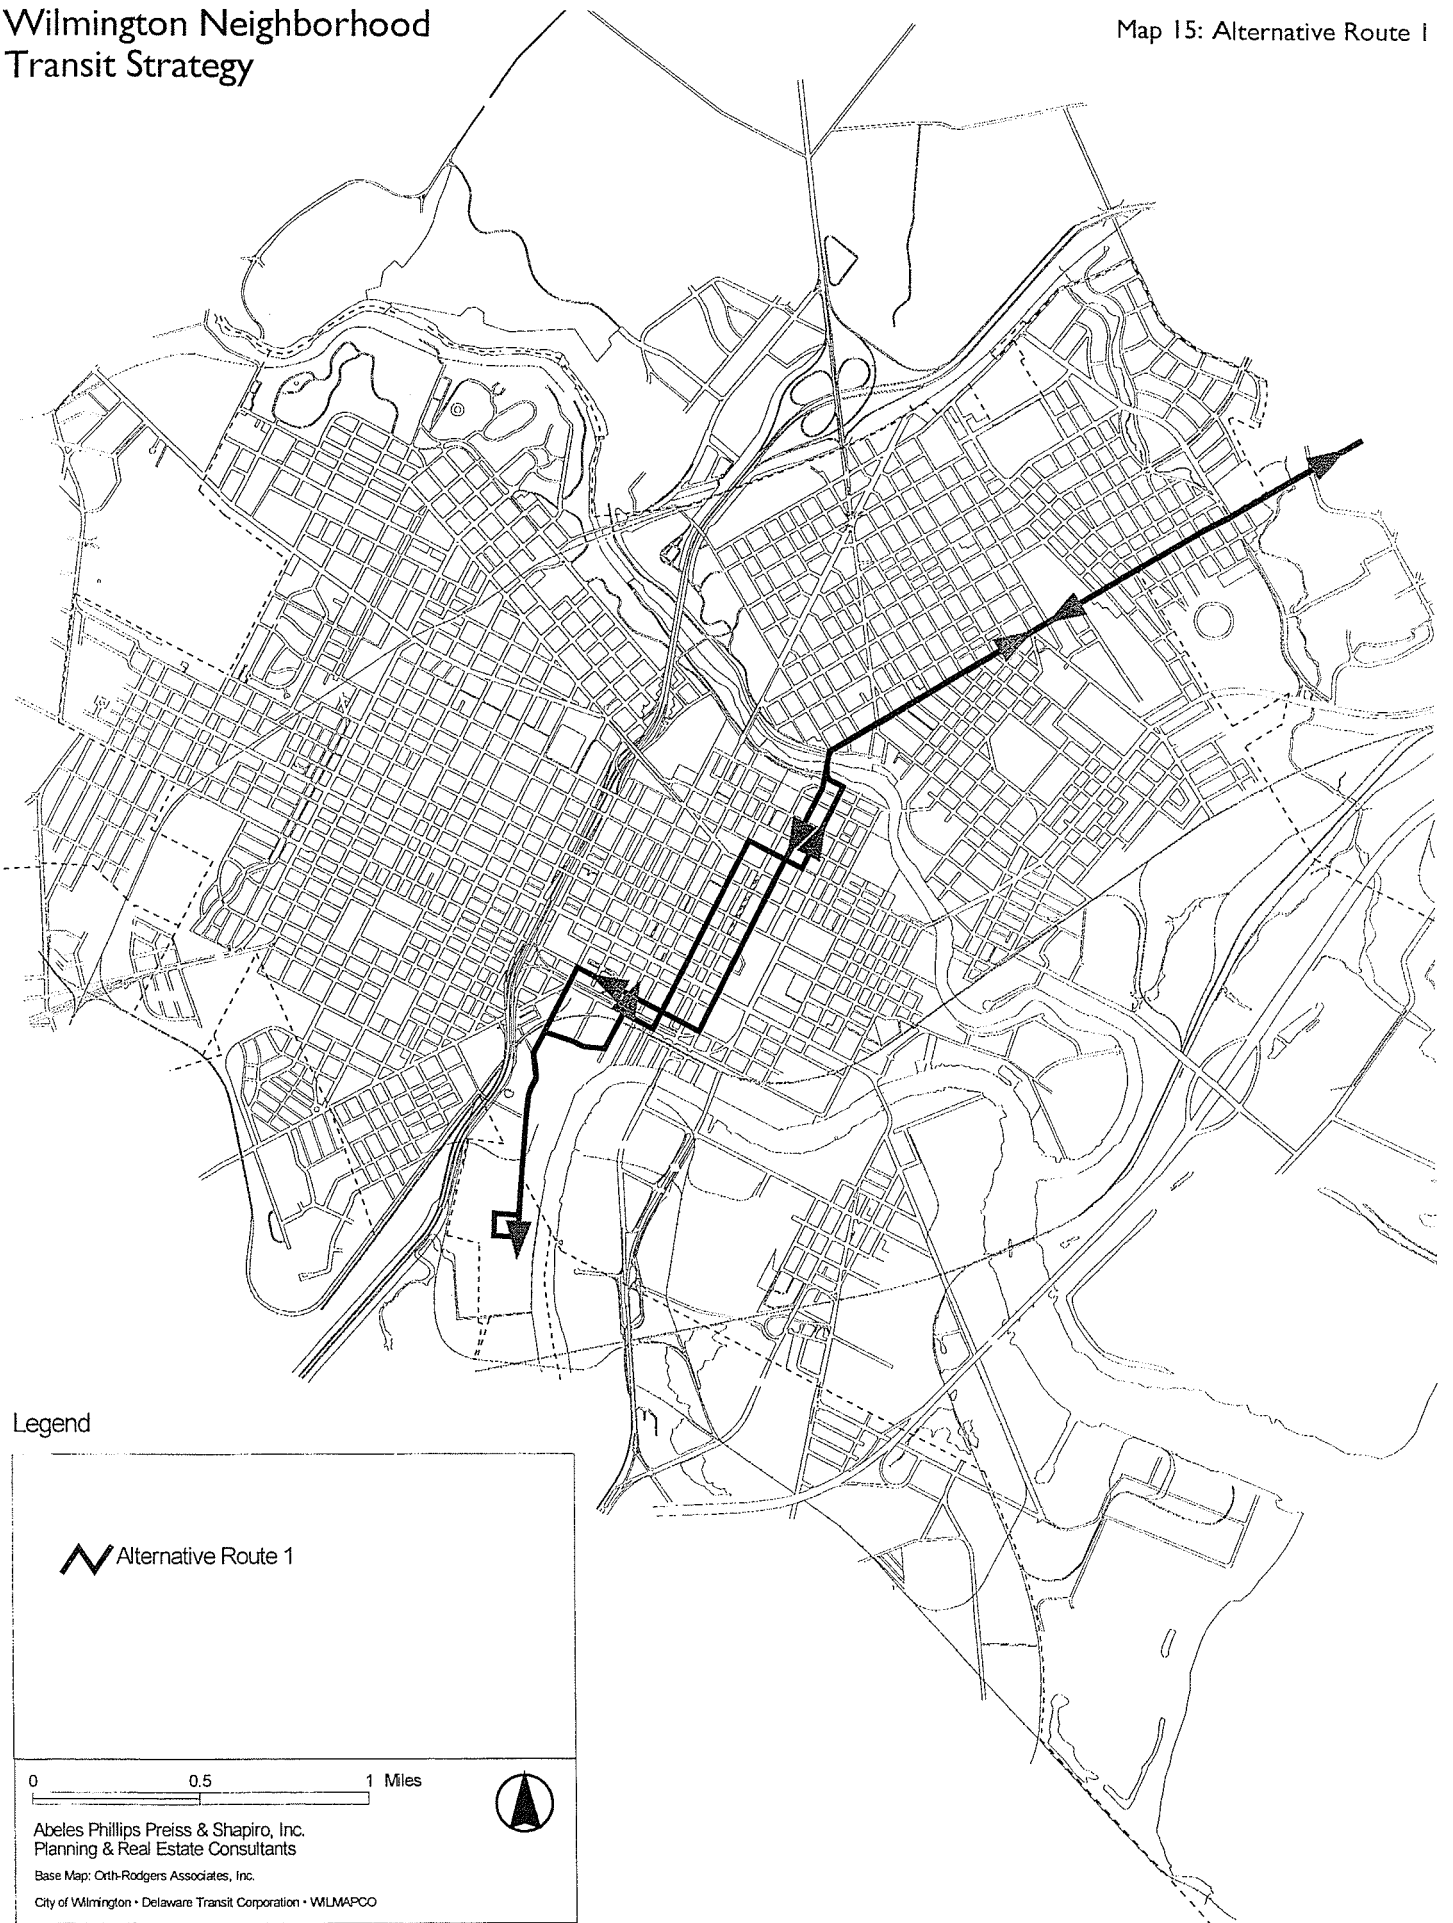 Wilmington Neighborhood
Transit Strategy
Map 15: Alternative Route 1
Legend
Alternative Route 1
0 0.5 1 Miles
Abeles Phillips Preiss & Shapiro, Inc.
Planning & Real Estate Consultants
Base Map: Orth-Rodgers Associates, Inc.
City of Wilmington • Delaware Transit Corporation • WILMAPCO